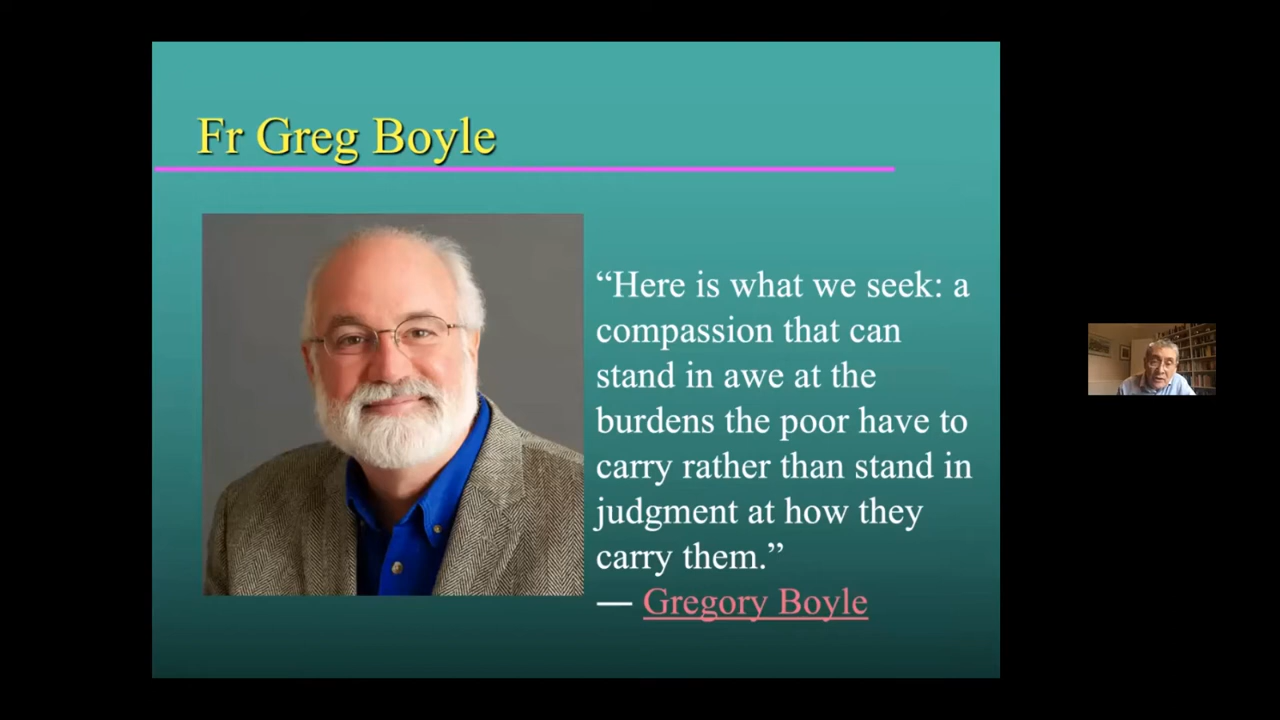 Fr Greg Boyle
“Here is what we seek: a
compassion that can
stand in awe at the
burdens the poor have to
carry rather than stand in
judgment at how they
carry them.”
— Gregory Boyle